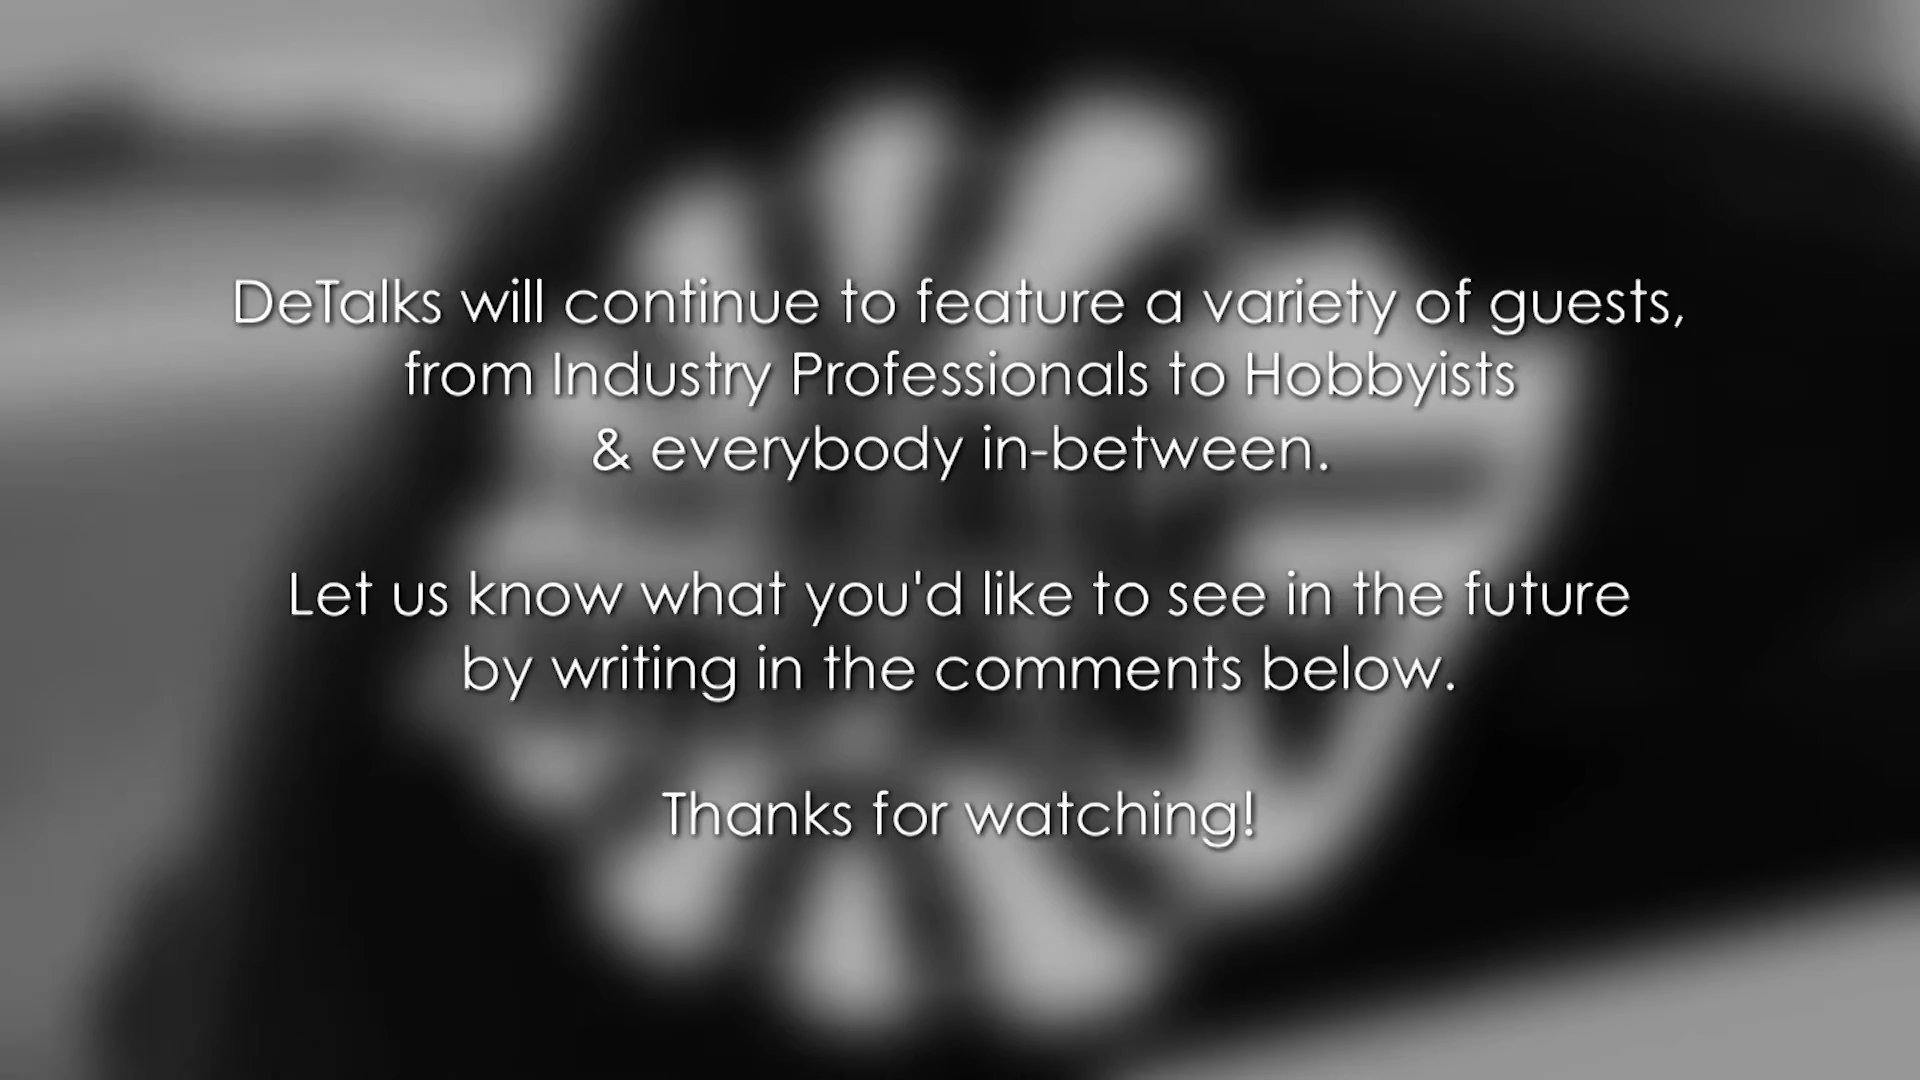 DeTalks will continue to feature a variety of guests,
from Industry Professionals to Hobbyists
& everybody in-between.
Let us know what you'd like to see in the future
by writing in the comments below.
Thanks for watching!